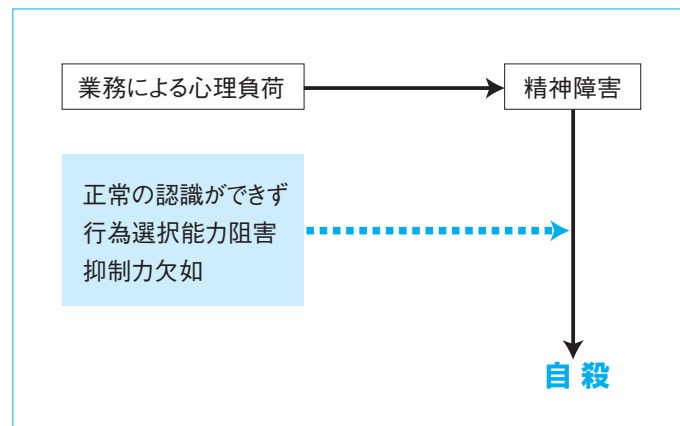 業務による心理負荷
精神障害
正常の認識ができず
行為選択能力阻害
抑制力欠如
自殺